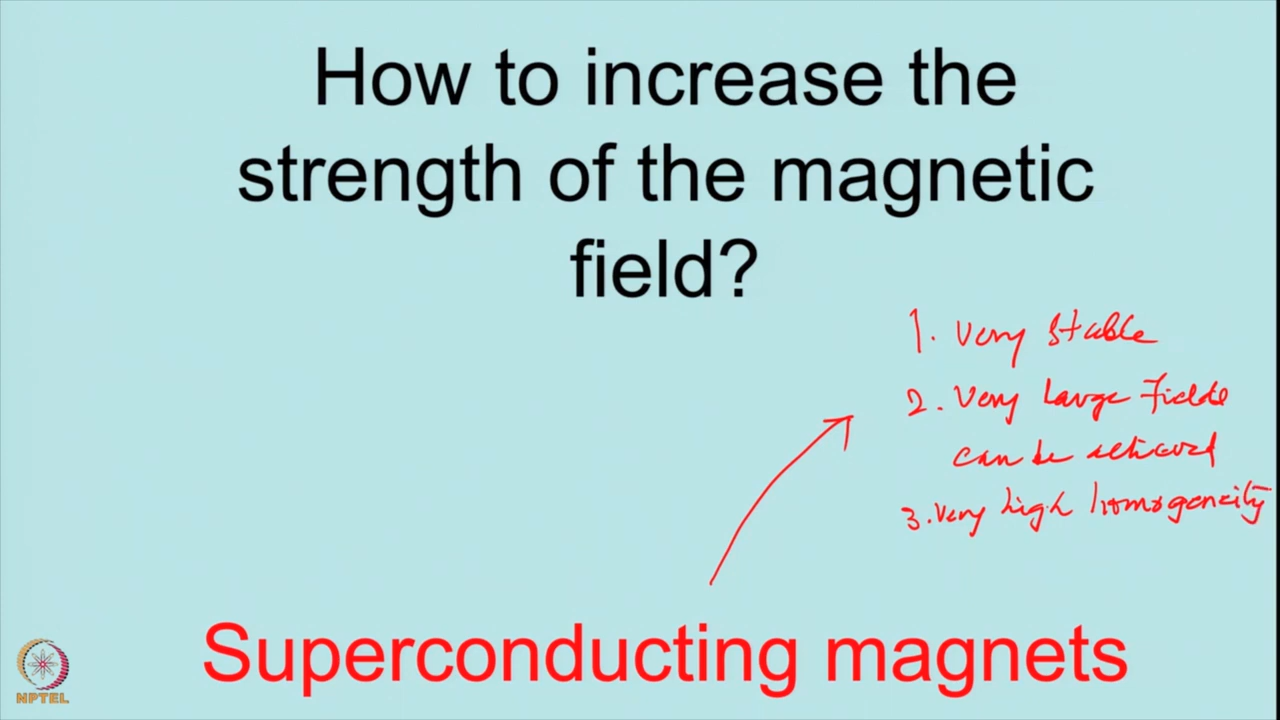 How to increase the
strength of the magnetic
field?
1. Very stable
2. Very Large Fields
can be achieved
3. Very high homogeneity
Superconducting magnets
NPTEL